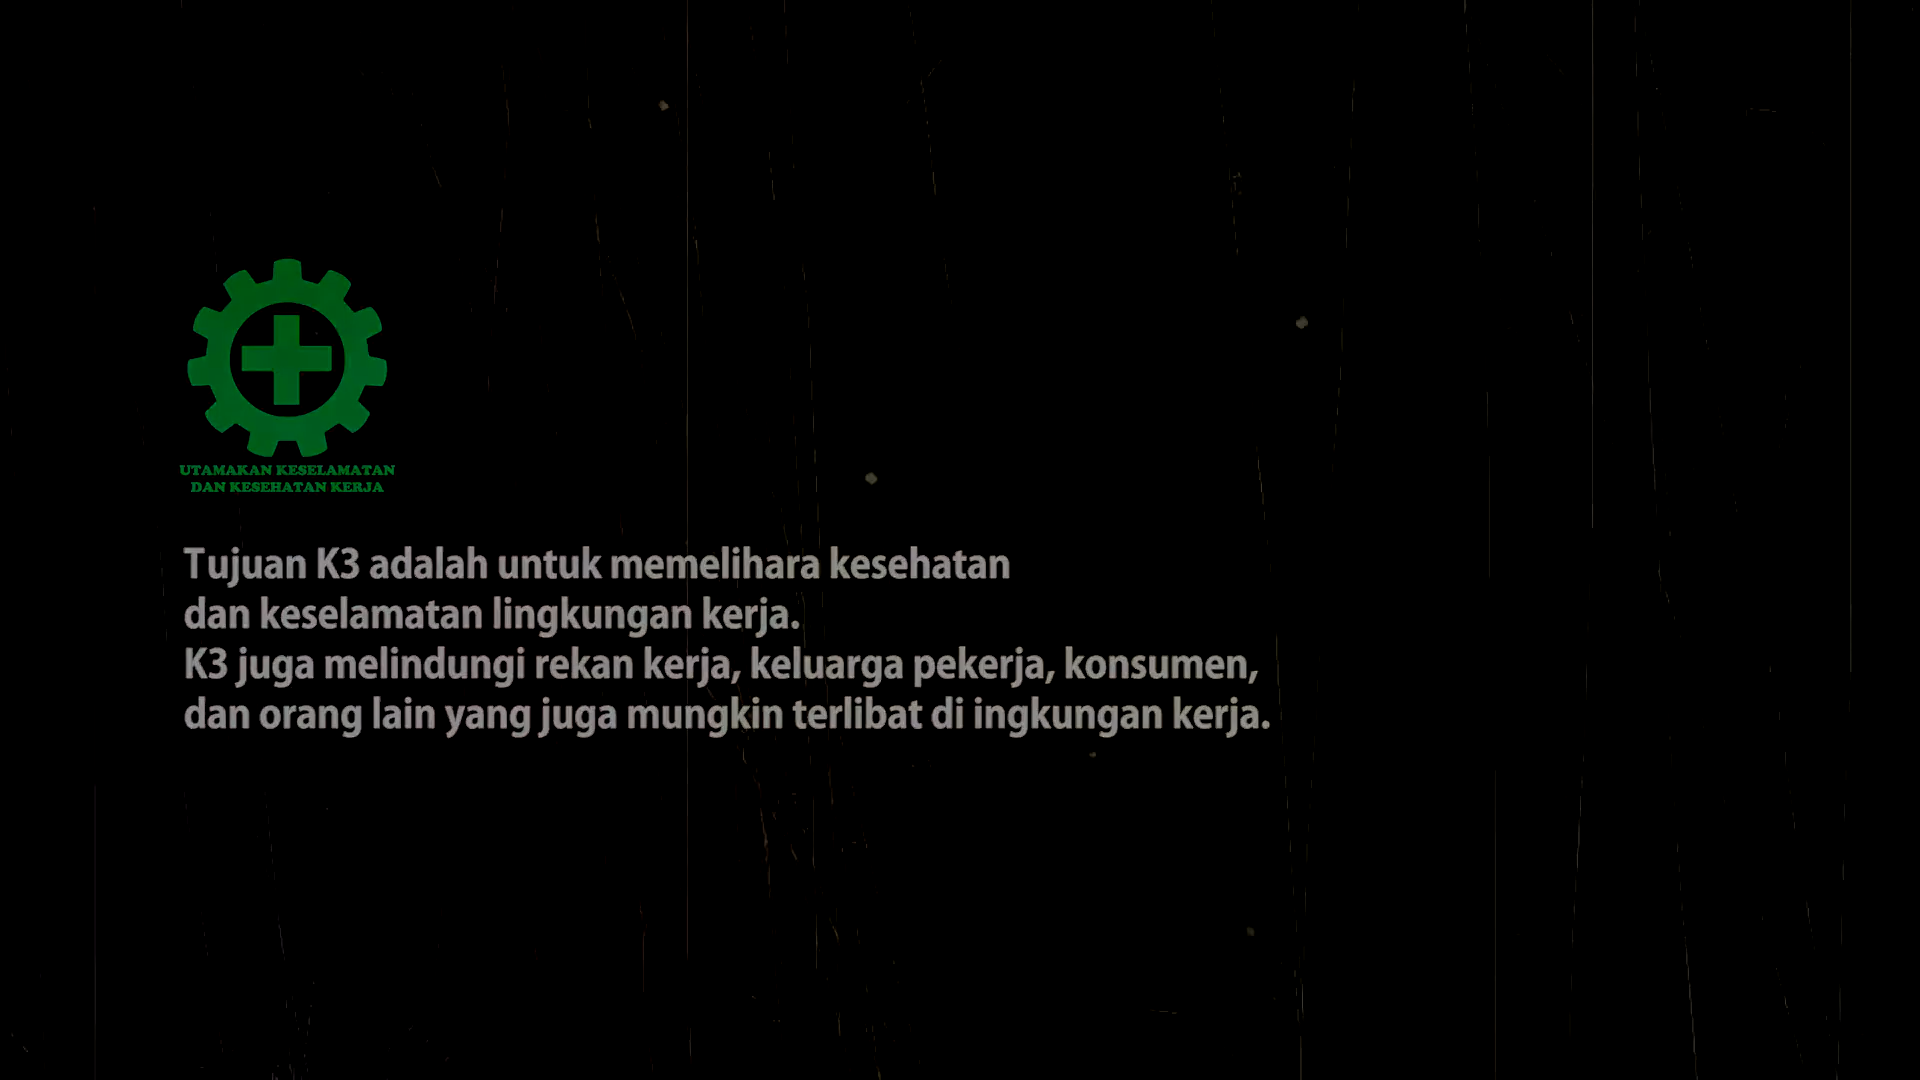 UTAMAKAN KESELAMATAN
DAN KESEHATAN KERJA
Tujuan K3 adalah untuk memelihara kesehatan
dan keselamatan lingkungan kerja.
K3 juga melindungi rekan kerja, keluarga pekerja, konsumen,
dan orang lain yang juga mungkin terlibat di ingkungan kerja.